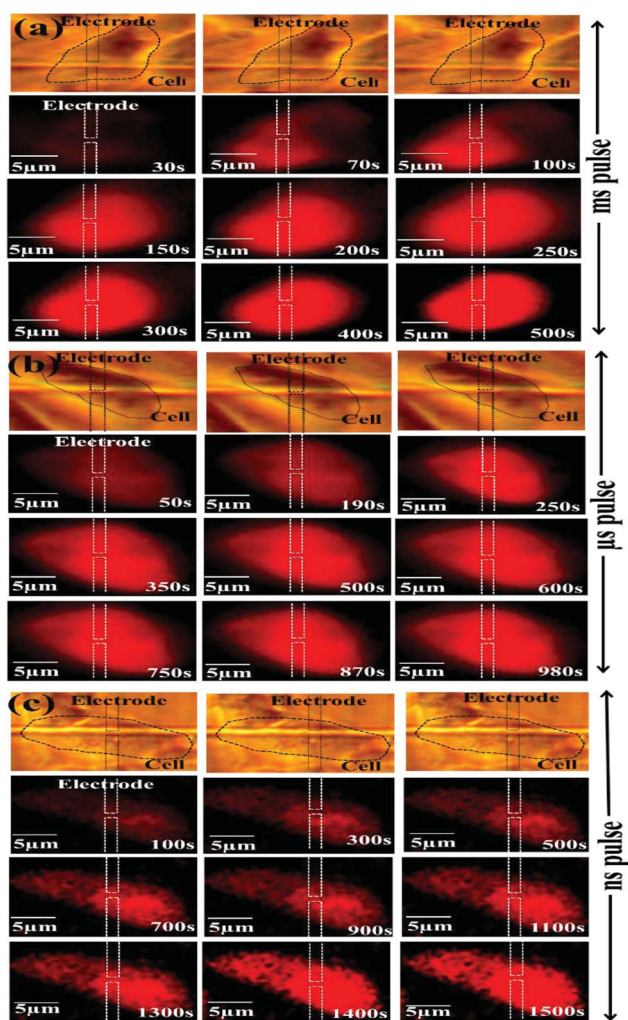 (a) Electrode Electrode Electrode
Cell Cell Cell
Electrode
5µm 30s 5µm 70s 5µm 100s
5µm 150s 5µm 200s 5µm 250s
5µm 300s 5µm 400s 5µm 500s
ms pulse
(b) Electrode Electrode Electrode
Cell Cell Cell
Electrode
5µm 50s 5µm 190s 5µm 250s
5µm 350s 5µm 500s 5µm 600s
5µm 750s 5µm 870s 5µm 980s
µs pulse
(c) Electrode Electrode Electrode
Cell Cell Cell
Electrode
5µm 100s 5µm 300s 5µm 500s
5µm 700s 5µm 900s 5µm 1100s
5µm 1300s 5µm 1400s 5µm 1500s
ns pulse